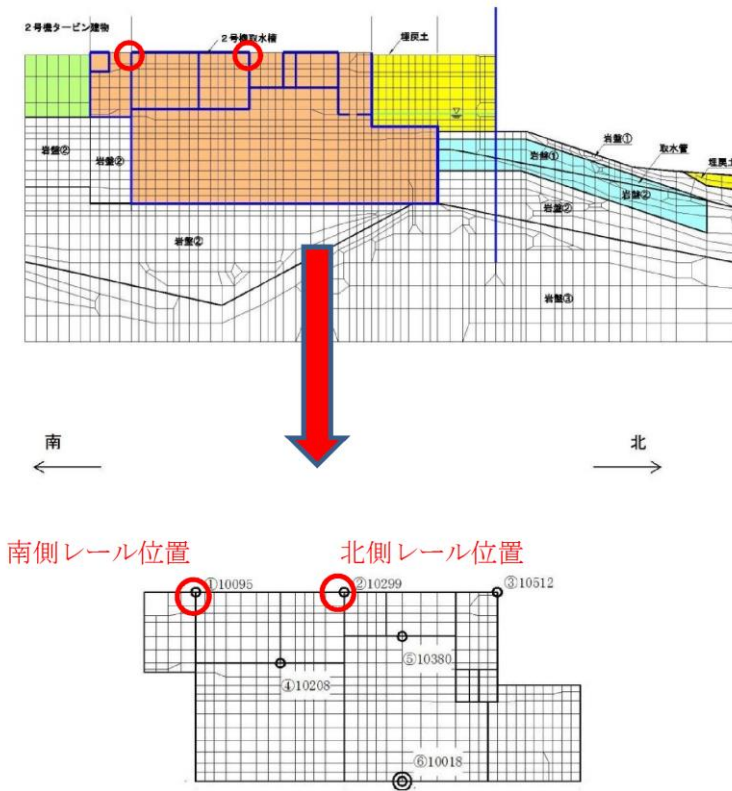 2号機タービン建物
2号機取水槽
埋戻土
岩盤①
岩盤①
取水管
埋戻土
岩盤②
岩盤②
岩盤②
岩盤②
岩盤②
岩盤③
南
北
南側レール位置
北側レール位置
①10095
②10299
③10512
⑤10380
④10208
⑥10018